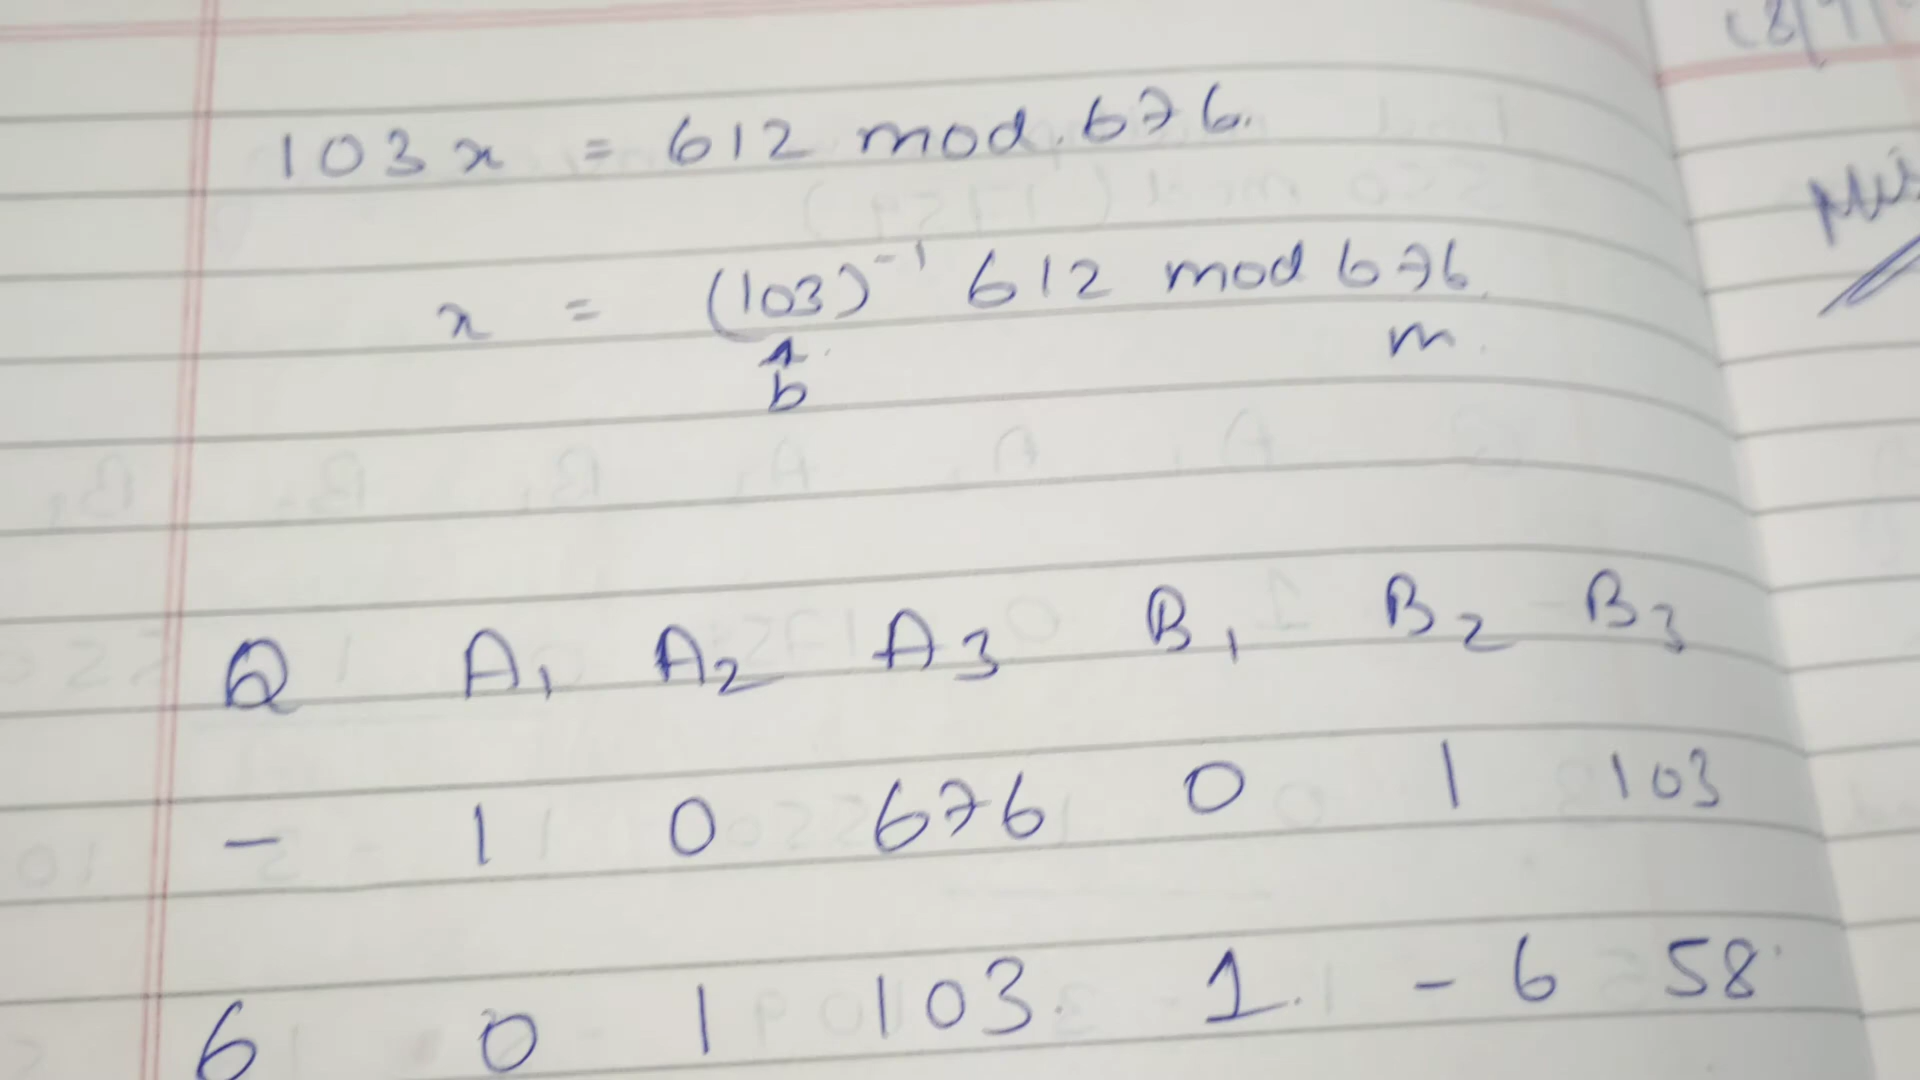 103x = 612 mod. 676.
x = (103)⁻¹ 612 mod 676.
b m
Q A₁ A₂ A₃ B₁ B₂ B₃
- 1 0 676 0 1 103
6 0 1 103 1 -6 58